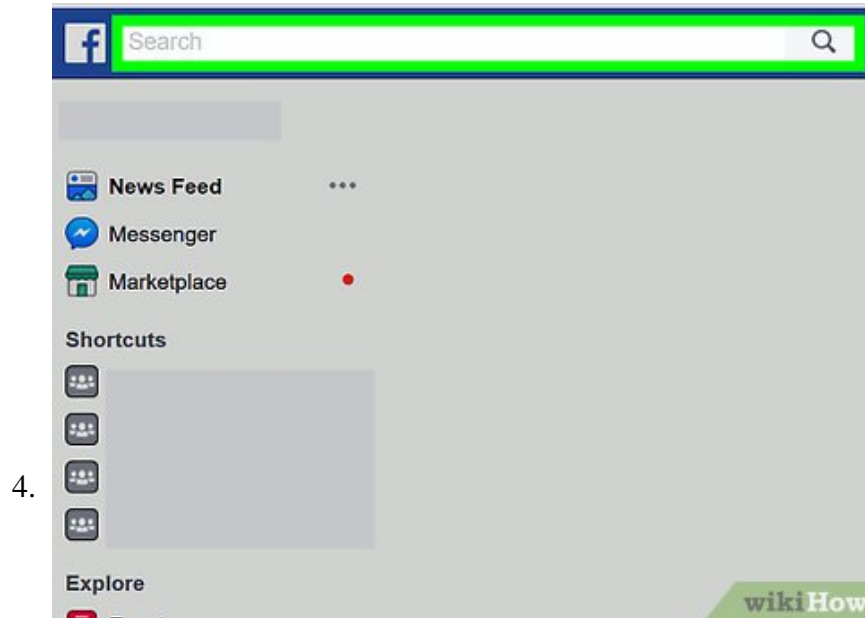 Search
News Feed
Messenger
Marketplace
Shortcuts
4.
Explore
wikiHow